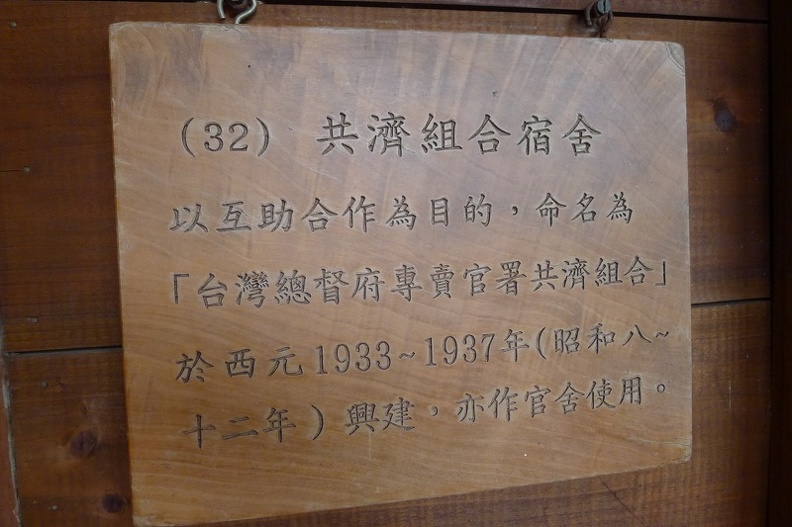 (32) 共濟組合宿舍
以互助合作為目的，命名為
「台灣總督府專賣官署共濟組合」
於西元1933~1937年(昭和八~
十二年)興建，亦作官舍使用。